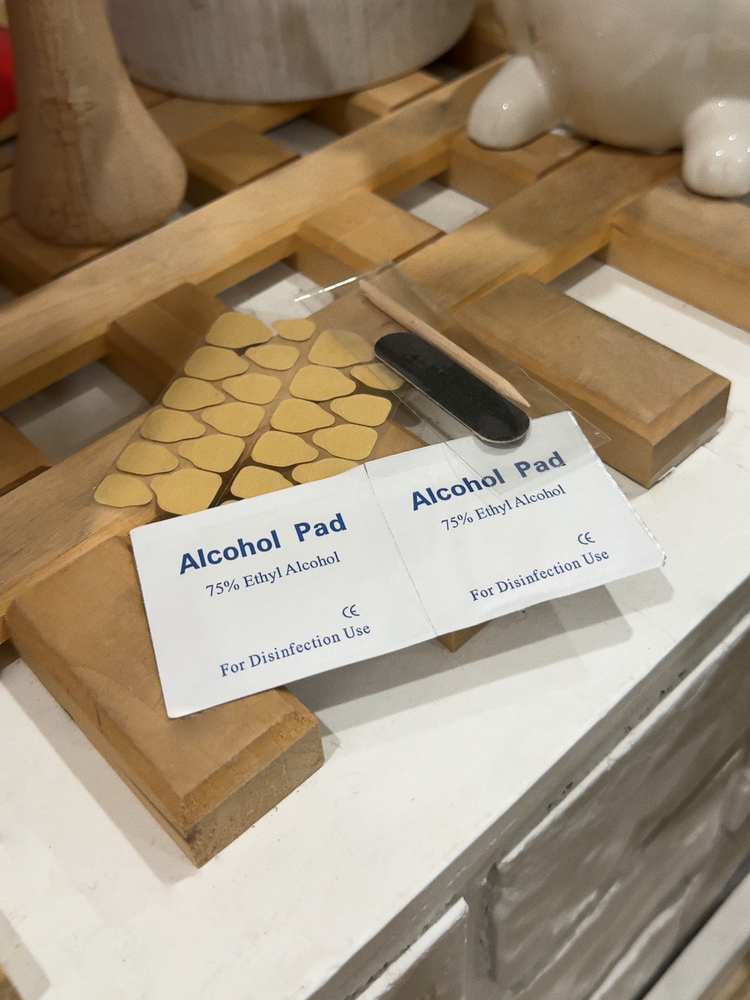 Alcohol Pad
75% Ethyl Alcohol
CE
For Disinfection Use
Alcohol Pad
75% Ethyl Alcohol
CE
For Disinfection Use